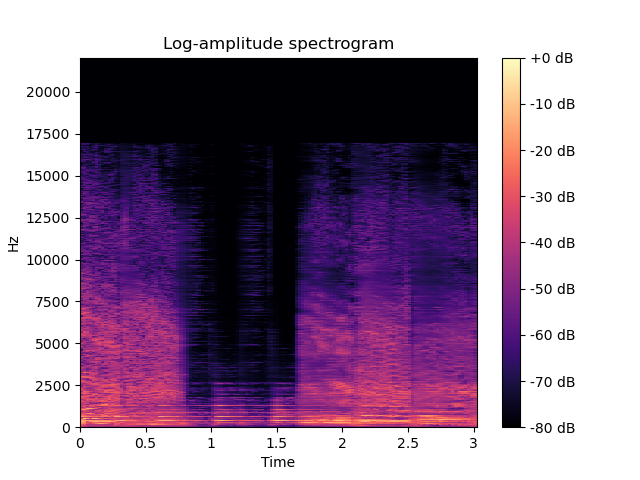 Log-amplitude spectrogram
Hz
20000
17500
15000
12500
10000
7500
5000
2500
0
0 0.5 1 1.5 2 2.5 3
Time
+0 dB
-10 dB
-20 dB
-30 dB
-40 dB
-50 dB
-60 dB
-70 dB
-80 dB